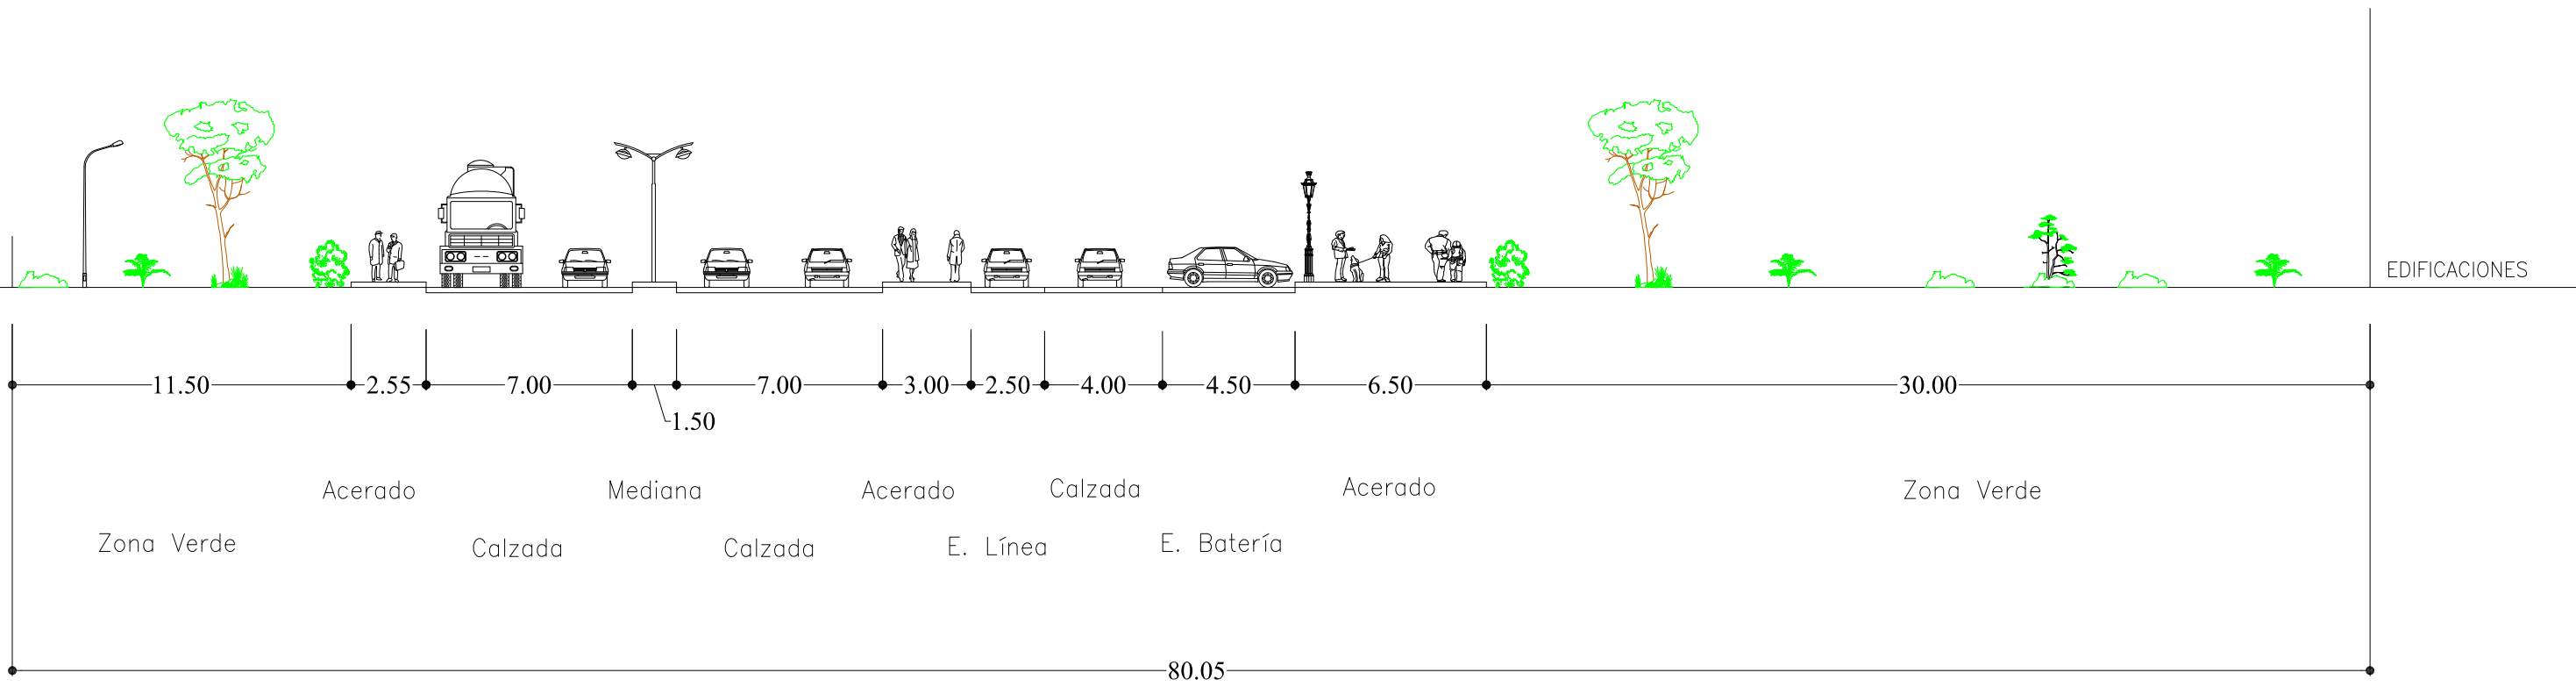 EDIFICACIONES
11.50 2.55 7.00 7.00 3.00 2.50 4.00 4.50 6.50 30.00
1.50
Acerado Mediana Acerado Calzada Acerado Zona Verde
Zona Verde Calzada Calzada E. Línea E. Batería
80.05